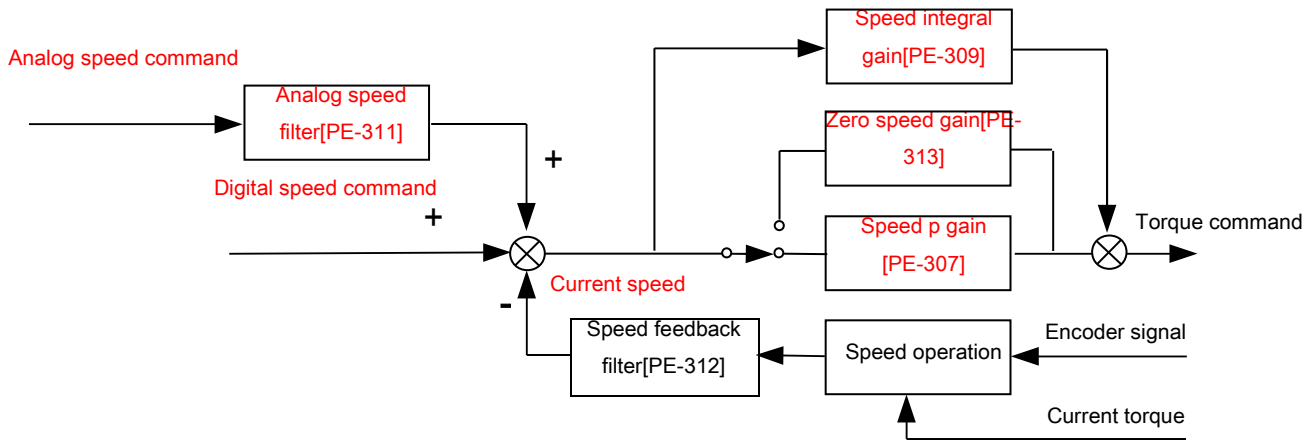 Speed integral
gain[PE-309]
Analog speed command
Analog speed
filter[PE-311]
Zero speed gain[PE-
313]
+
Digital speed command
+
Speed p gain
[PE-307]
Torque command
Current speed
-
Speed feedback
filter[PE-312]
Speed operation
Encoder signal
Current torque